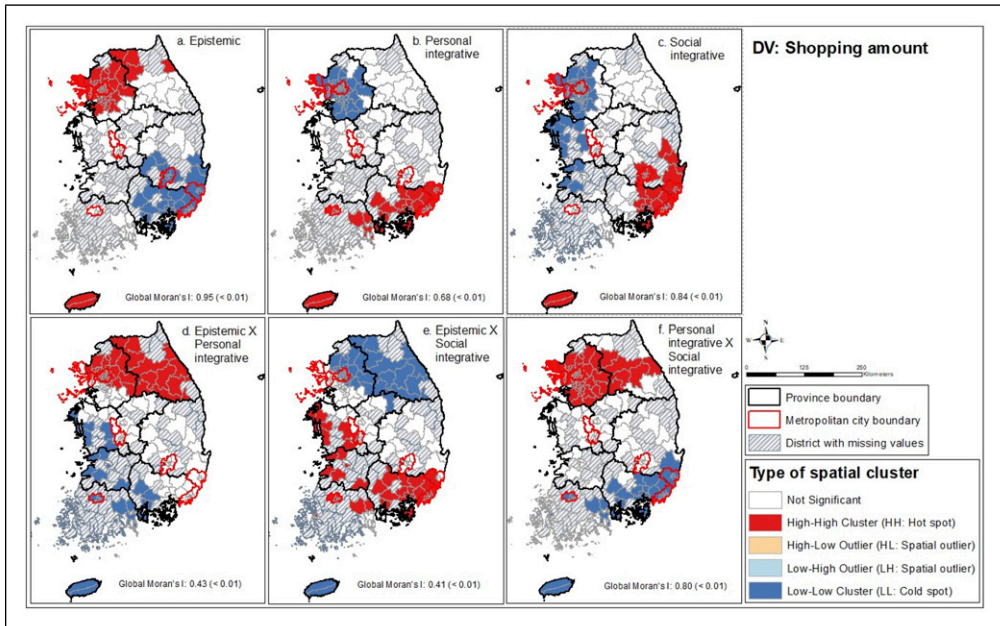 a. Epistemic
b. Personal
integrative
c. Social
integrative
DV: Shopping amount
Global Moran's I: 0.95 (< 0.01)
Global Moran's I: 0.68 (< 0.01)
Global Moran's I: 0.84 (< 0.01)
d. Epistemic X
Personal
integrative
e. Epistemic X
Social
integrative
f. Personal
integrative X
Social
integrative
Global Moran's I: 0.43 (< 0.01)
Global Moran's I: 0.41 (< 0.01)
Global Moran's I: 0.80 (< 0.01)
N
W E
S
0 125 250
Kilometers
Province boundary
Metropolitan city boundary
District with missing values
Type of spatial cluster
Not Significant
High-High Cluster (HH: Hot spot)
High-Low Outlier (HL: Spatial outlier)
Low-High Outlier (LH: Spatial outlier)
Low-Low Cluster (LL: Cold spot)